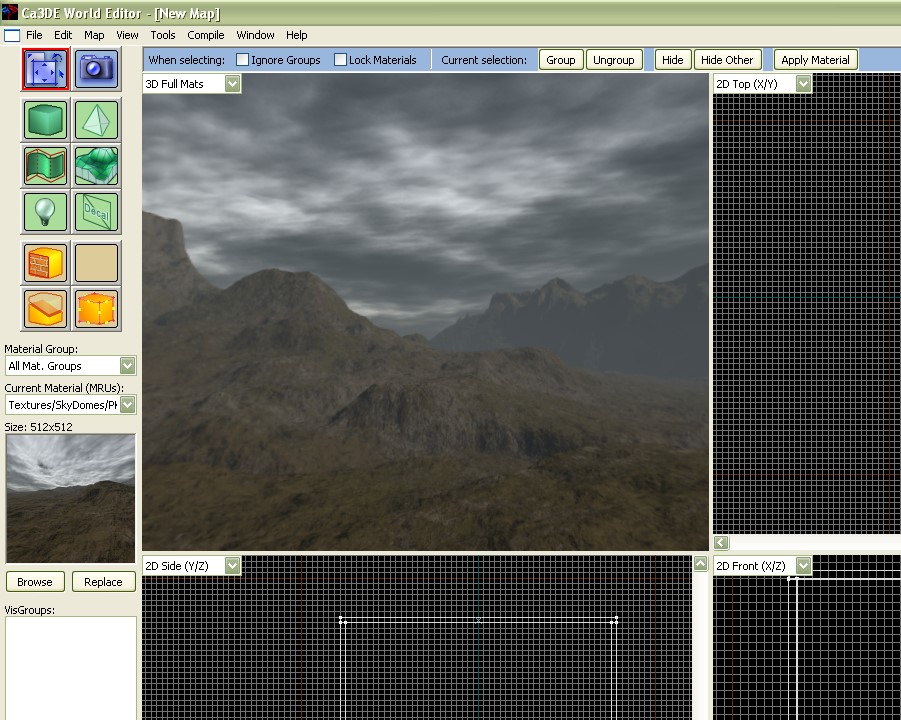 Ca3DE World Editor - [New Map]
File Edit Map View Tools Compile Window Help
When selecting: Ignore Groups Lock Materials Current selection: Group Ungroup Hide Hide Other Apply Material
3D Full Mats
2D Top (X/Y)
Decal
Material Group:
All Mat. Groups
Current Material (MRUs):
Textures/SkyDomes/
Size: 512x512
Browse Replace
VisGroups:
2D Side (Y/Z)
2D Front (X/Z)